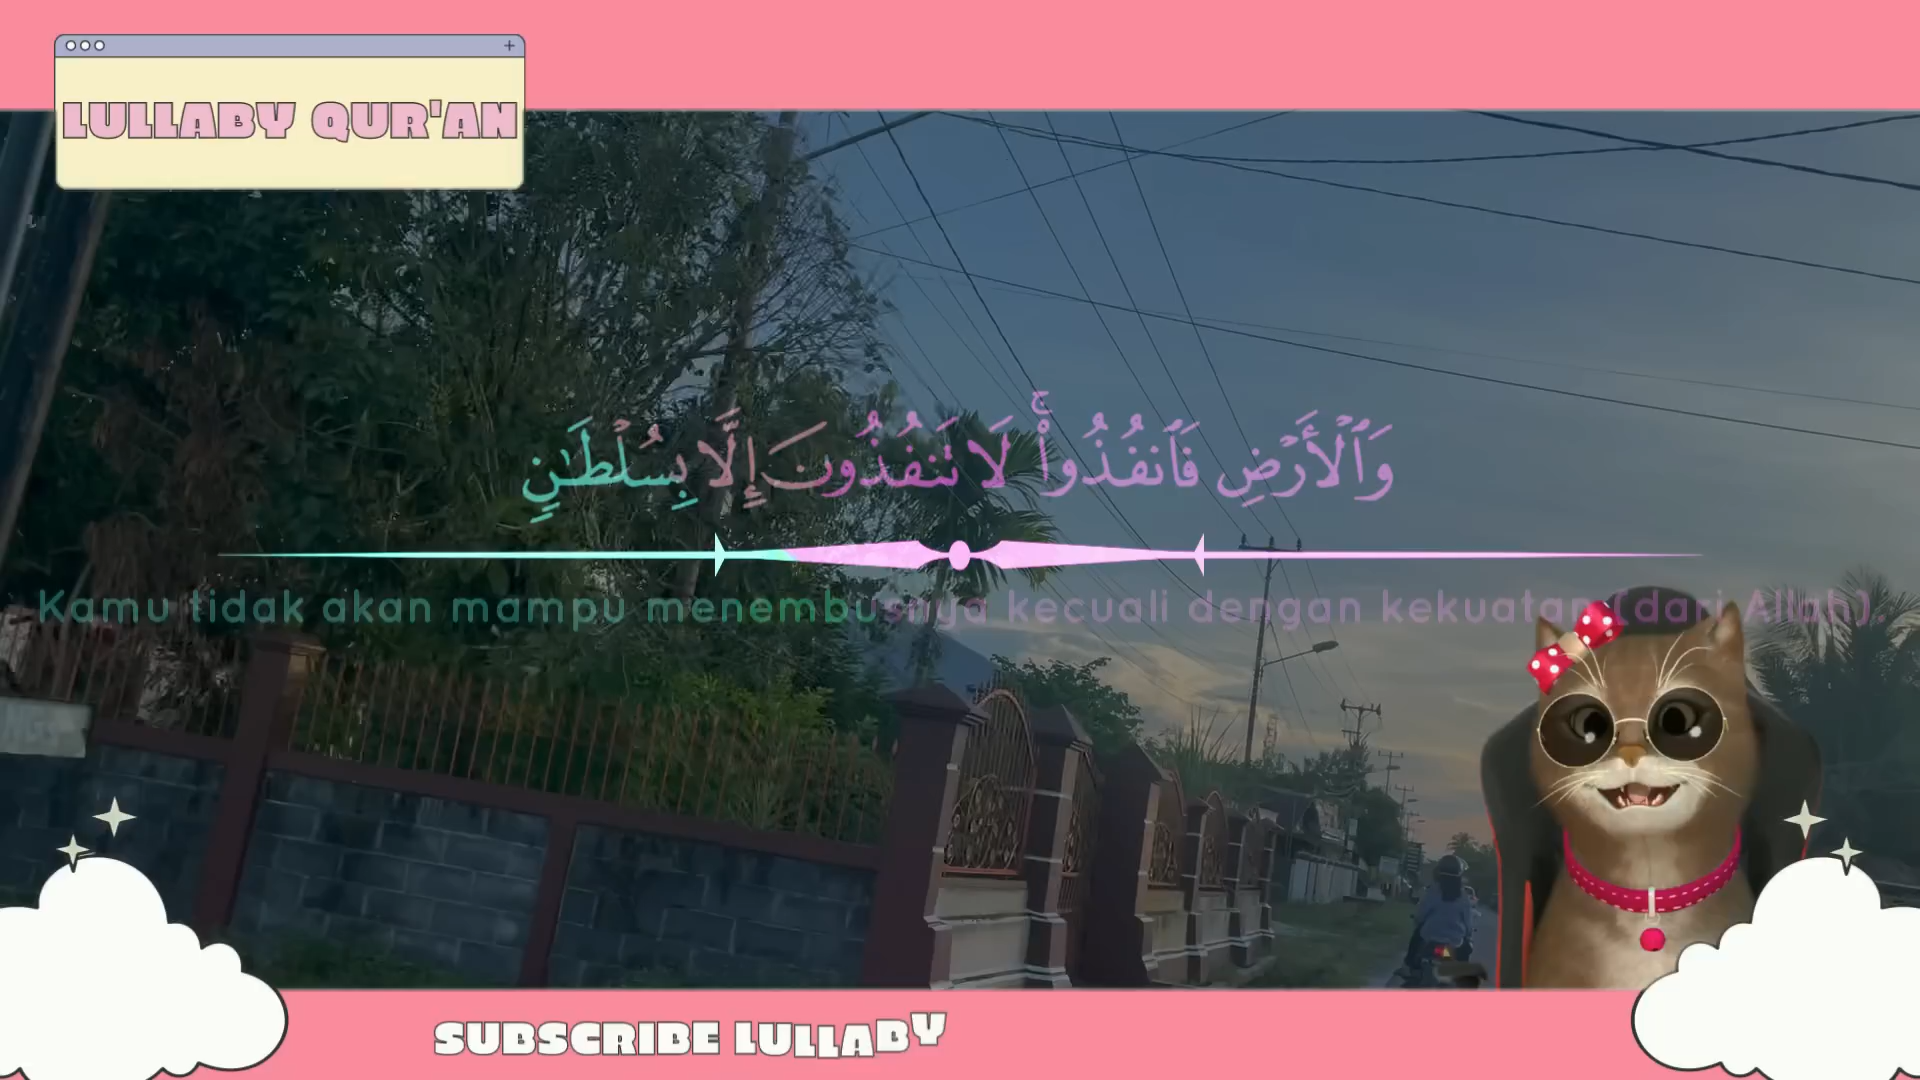 LULLABY QUR'AN
وَٱلْأَرْضِ فَٱنفُذُوا۟ ۚ لَا تَنفُذُونَ إِلَّا بِسُلْطَـٰنٍ
Kamu tidak akan mampu menembusnya kecuali dengan kekuatan (dari Allah).
SUBSCRIBE LULLABY